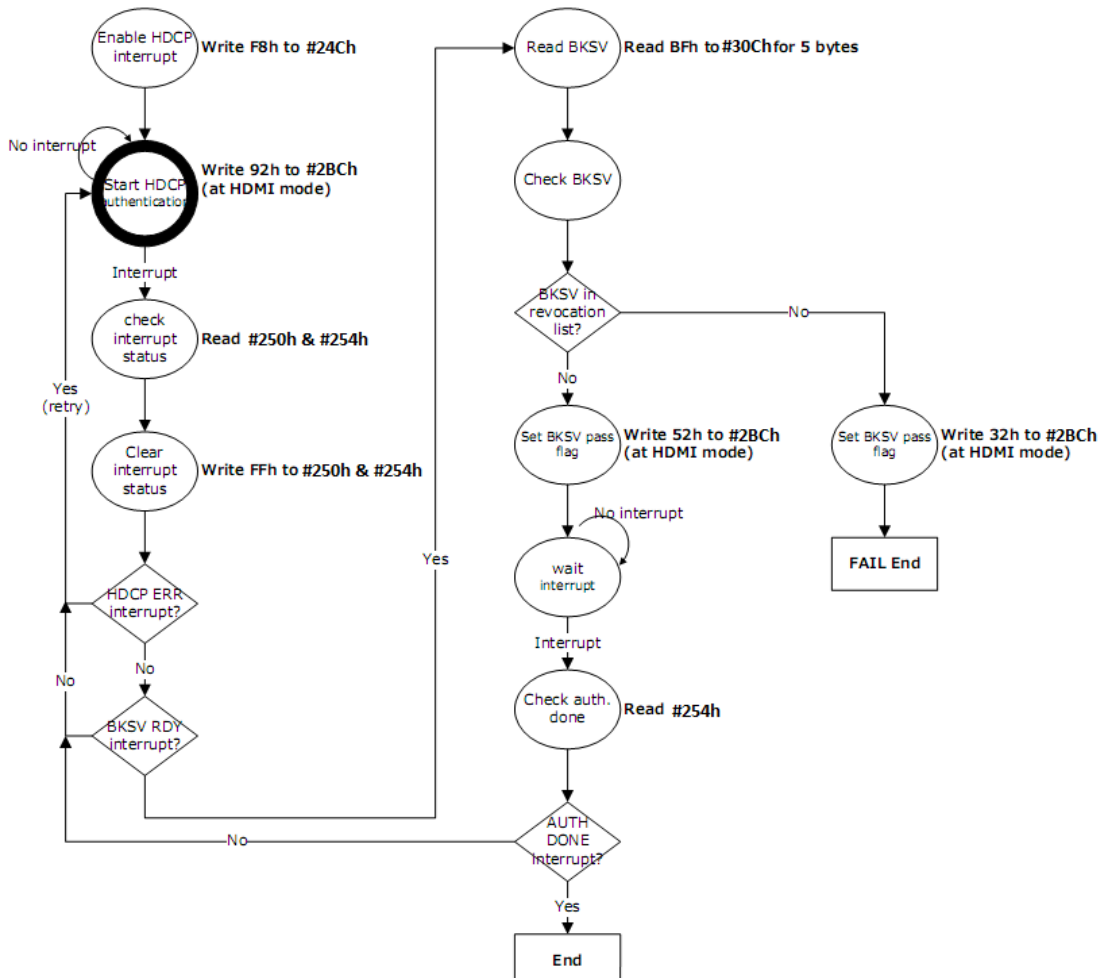 Enable HDCP
interrupt
Write F8h to #24Ch
No interrupt
Start HDCP
authentication
Write 92h to #2BCh
(at HDMI mode)
Interrupt
check
interrupt
status
Read #250h & #254h
Yes
(retry)
Clear
interrupt
status
Write FFh to #250h & #254h
HDCP ERR
interrupt?
No
No
BKSV RDY
interrupt?
Yes
Read BKSV
Read BFh to #30Ch for 5 bytes
Check BKSV
BKSV in
revocation
list?
No
No
Set BKSV pass
flag
Write 52h to #2BCh
(at HDMI mode)
Set BKSV pass
flag
Write 32h to #2BCh
(at HDMI mode)
No interrupt
wait
interrupt
FAIL End
Interrupt
Check auth.
done
Read #254h
AUTH
DONE
Interrupt?
No
Yes
End